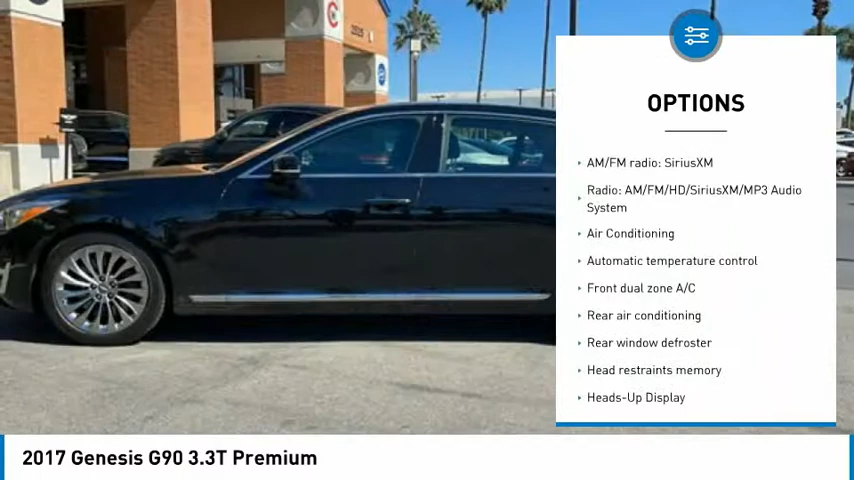 OPTIONS
AM/FM radio: SiriusXM
Radio: AM/FM/HD/SiriusXM/MP3 Audio
System
Air Conditioning
Automatic temperature control
Front dual zone A/C
Rear air conditioning
Rear window defroster
Head restraints memory
Heads-Up Display
2017 Genesis G90 3.3T Premium